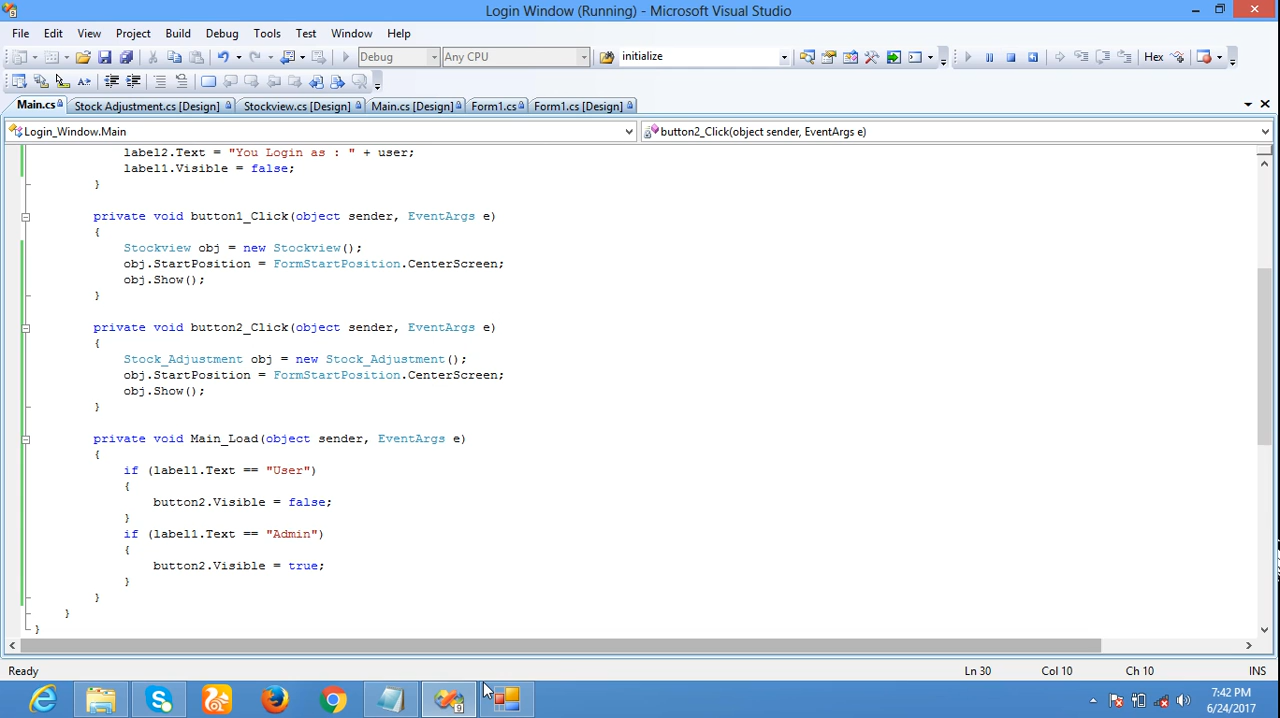 Login Window (Running) - Microsoft Visual Studio
File Edit View Project Build Debug Tools Test Window Help
Debug Any CPU initialize Hex
Main.cs Stock Adjustment.cs [Design] Stockview.cs [Design] Main.cs [Design] Form1.cs Form1.cs [Design]
Login_Window.Main button2_Click(object sender, EventArgs e)
label2.Text = "You Login as : " + user;
label1.Visible = false;
}
private void button1_Click(object sender, EventArgs e)
{
Stockview obj = new Stockview();
obj.StartPosition = FormStartPosition.CenterScreen;
obj.Show();
}
private void button2_Click(object sender, EventArgs e)
{
Stock_Adjustment obj = new Stock_Adjustment();
obj.StartPosition = FormStartPosition.CenterScreen;
obj.Show();
}
private void Main_Load(object sender, EventArgs e)
{
if (label1.Text == "User")
{
button2.Visible = false;
}
if (label1.Text == "Admin")
{
button2.Visible = true;
}
}
}
}
Ready Ln 30 Col 10 Ch 10 INS
7:42 PM
6/24/2017